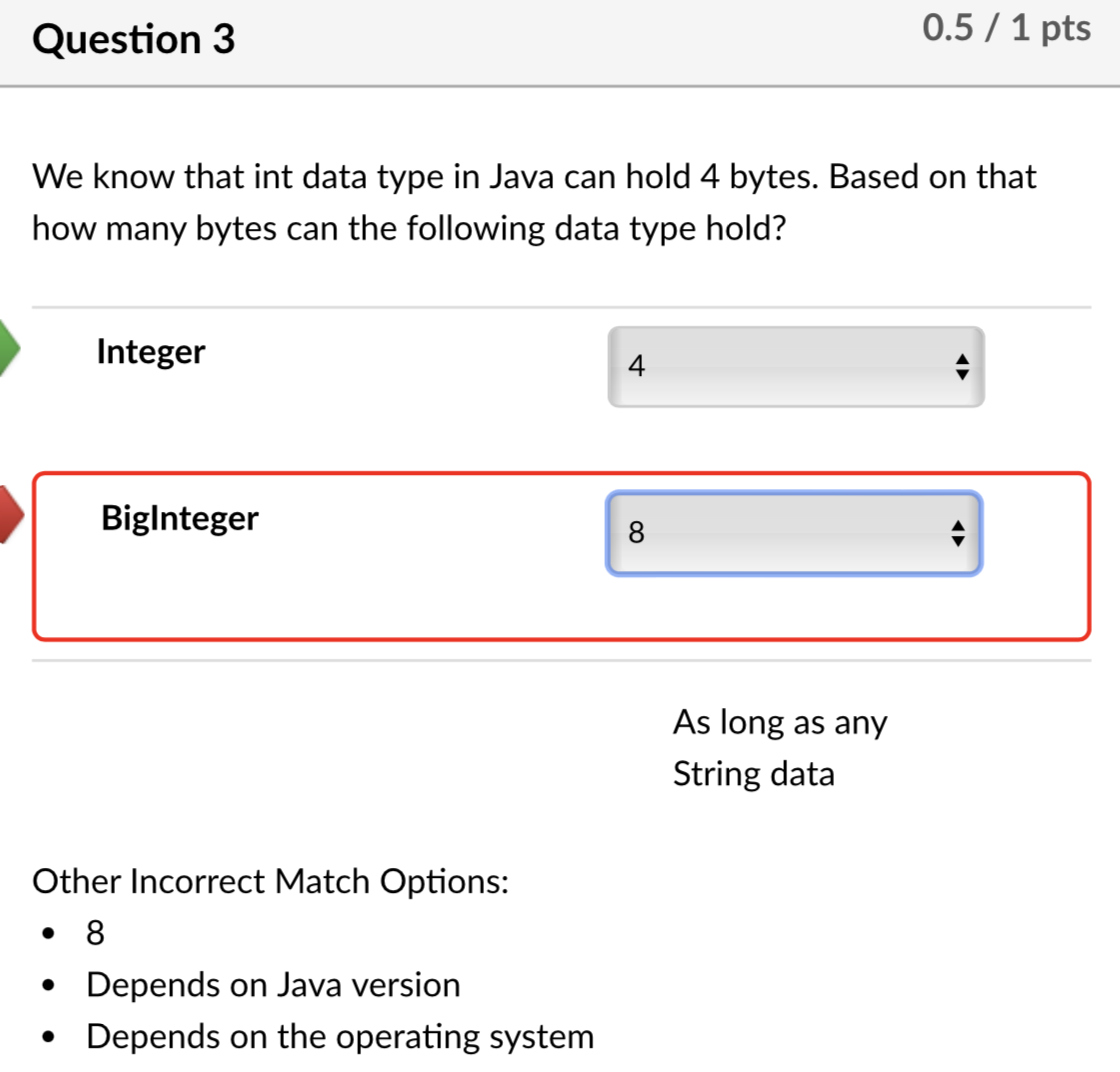 Question 3
0.5 / 1 pts
We know that int data type in Java can hold 4 bytes. Based on that
how many bytes can the following data type hold?
Integer
4
BigInteger
8
As long as any
String data
Other Incorrect Match Options:
• 8
• Depends on Java version
• Depends on the operating system